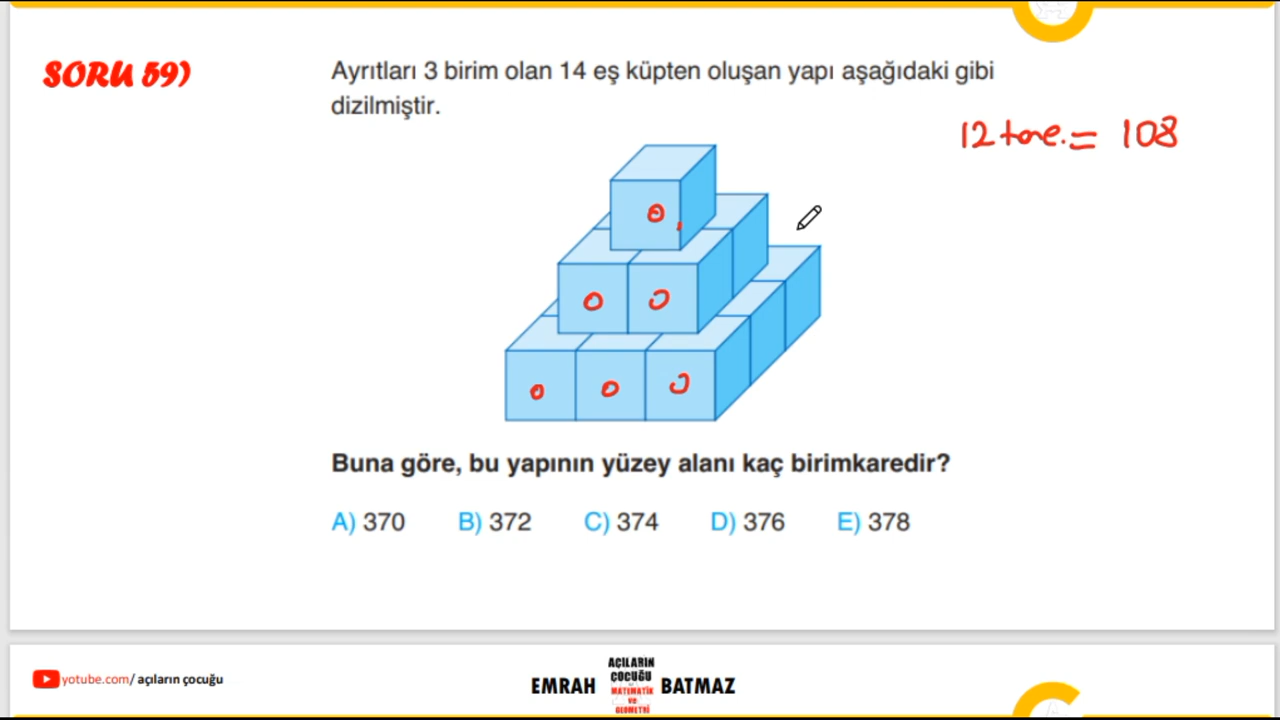 SORU 59)
Ayrıtları 3 birim olan 14 eş küpten oluşan yapı aşağıdaki gibi
dizilmiştir.
12 tane. = 108
Buna göre, bu yapının yüzey alanı kaç birimkaredir?
A) 370 B) 372 C) 374 D) 376 E) 378
yotube.com/ açıların çocuğu
EMRAH
AÇILARIN
ÇOCUĞU
MATEMATİK
ve
GEOMETRİ
BATMAZ